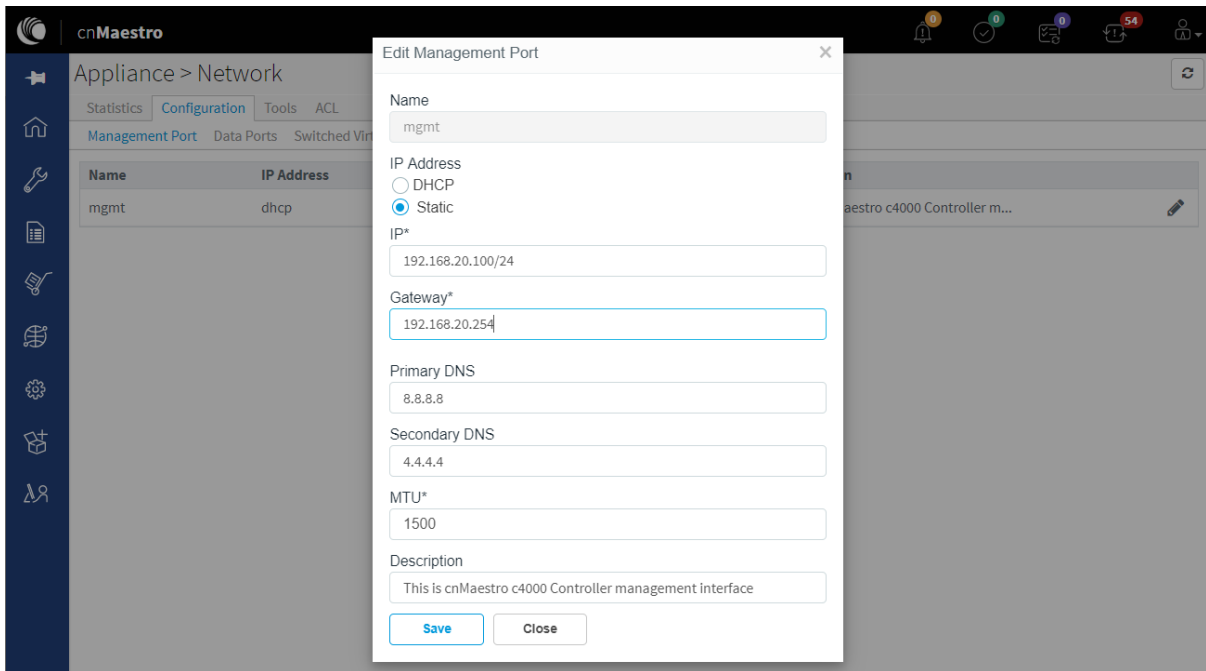 cnMaestro
0
0
0
54
Appliance > Network
Statistics Configuration Tools ACL
Management Port Data Ports Switched Virt
Name IP Address
mgmt dhcp
aestro c4000 Controller m...
Edit Management Port
Name
mgmt
IP Address
DHCP
Static
IP*
192.168.20.100/24
Gateway*
192.168.20.254
Primary DNS
8.8.8.8
Secondary DNS
4.4.4.4
MTU*
1500
Description
This is cnMaestro c4000 Controller management interface
Save Close